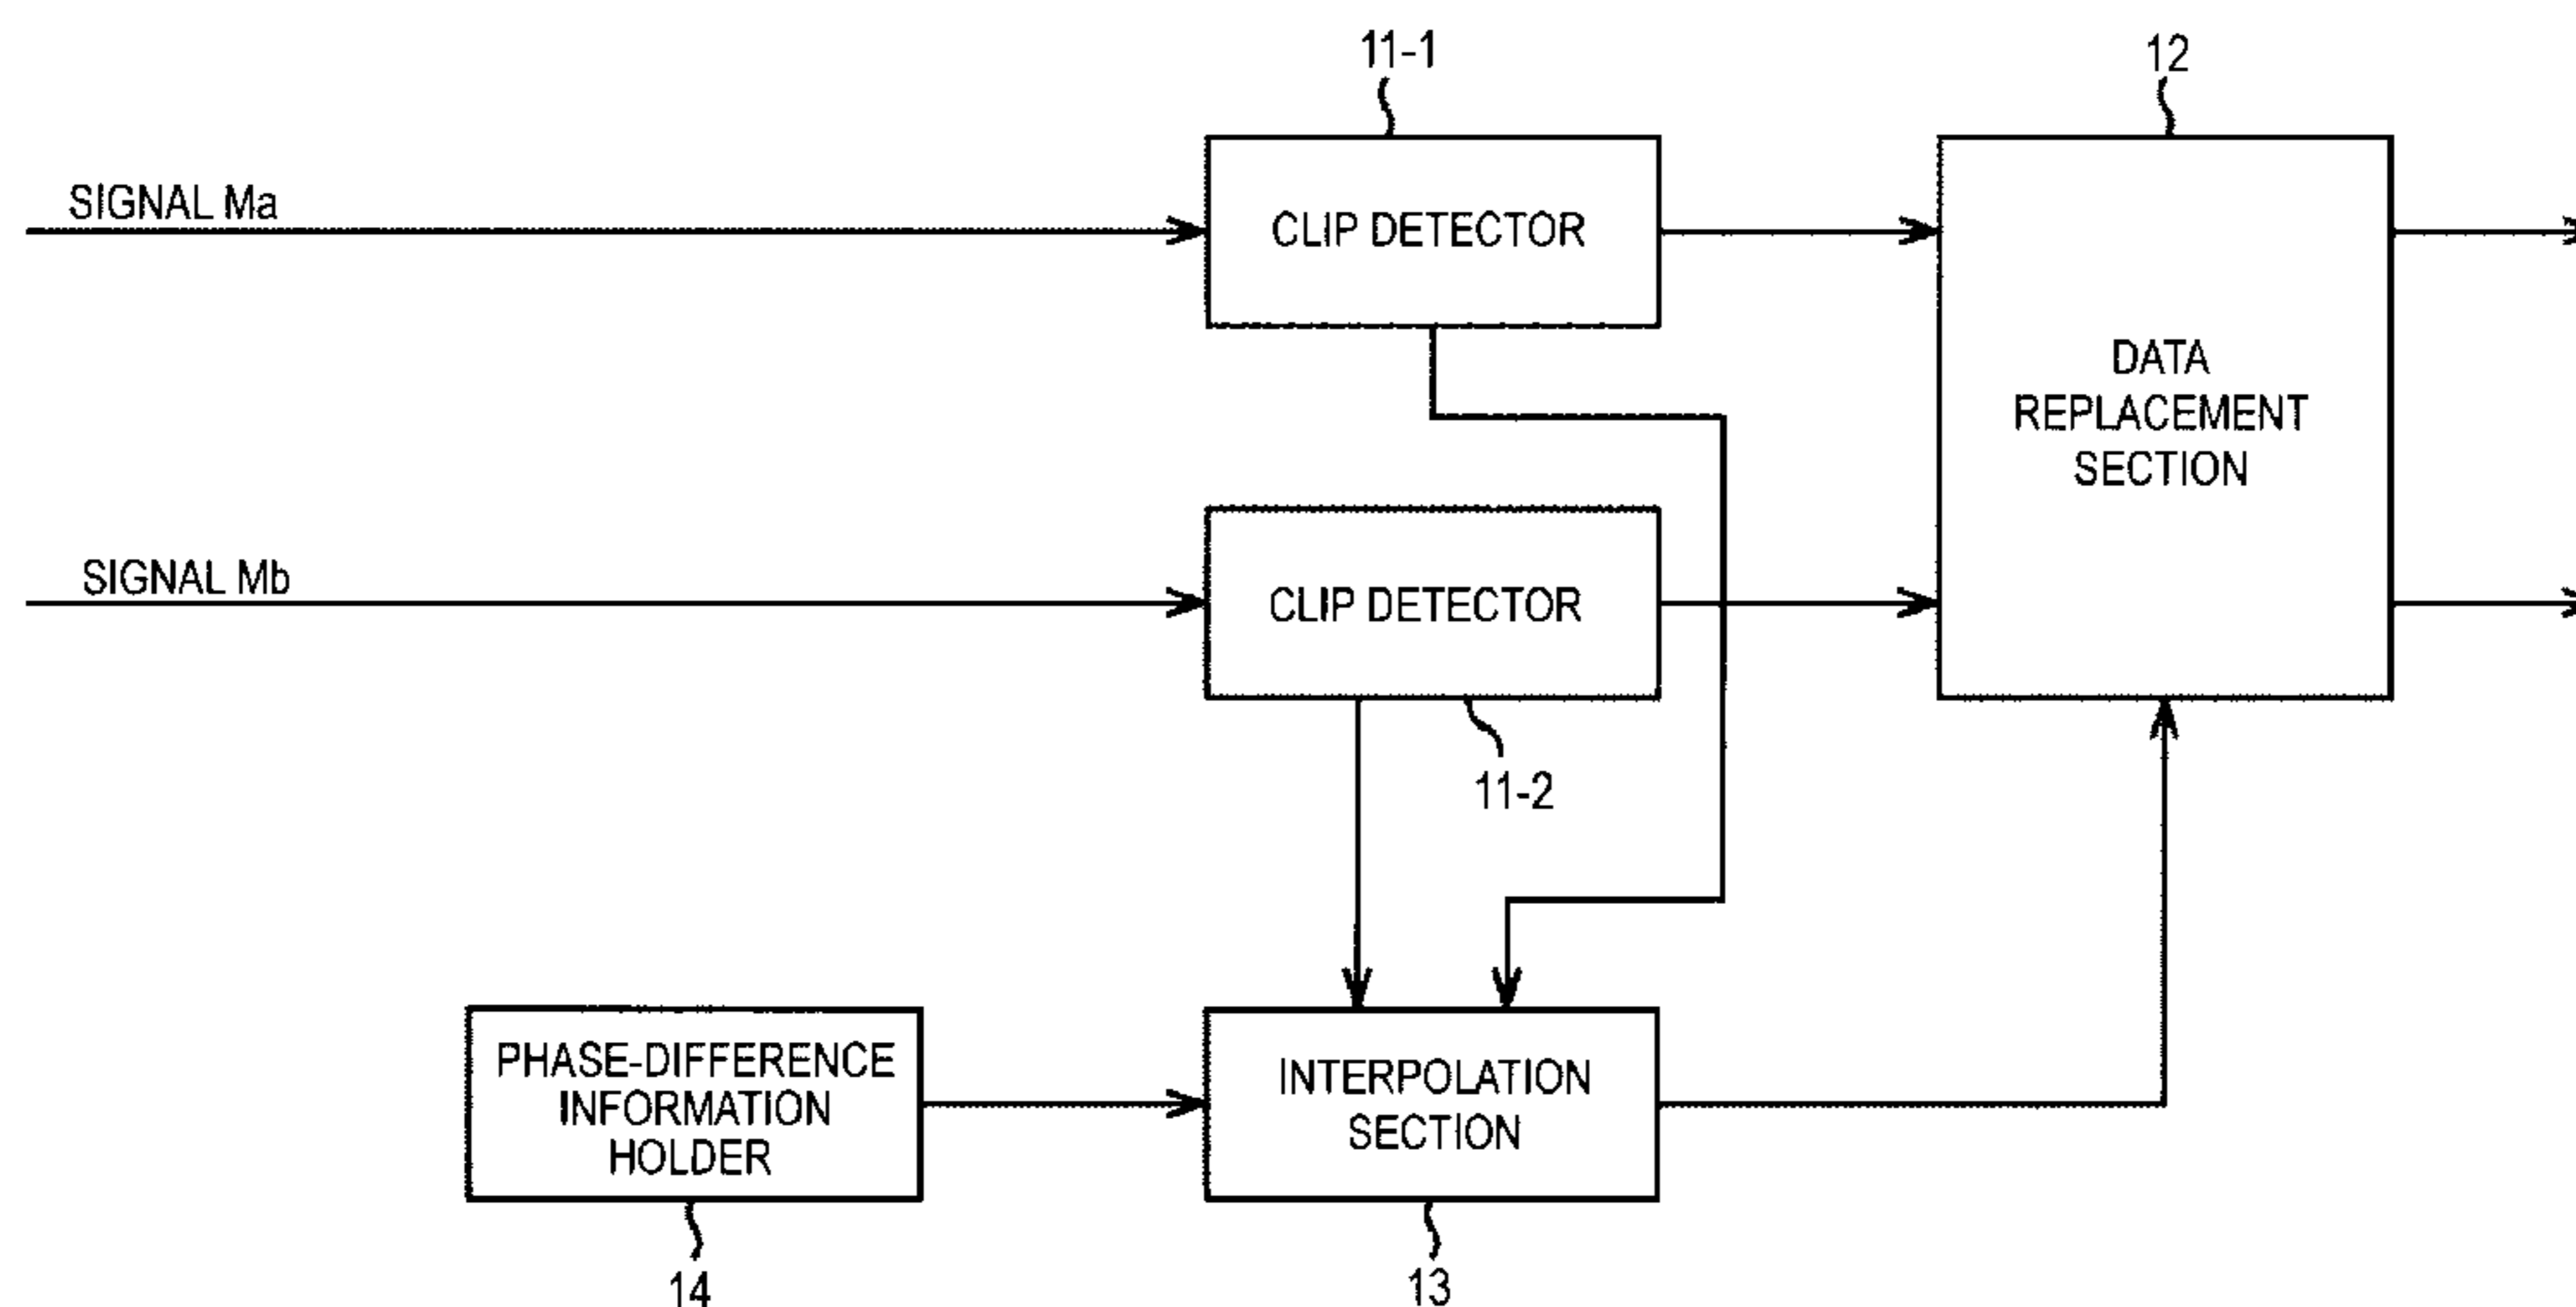 11-1
12
SIGNAL Ma
CLIP DETECTOR
DATA
REPLACEMENT
SECTION
SIGNAL Mb
CLIP DETECTOR
11-2
PHASE-DIFFERENCE
INFORMATION
HOLDER
INTERPOLATION
SECTION
14
13